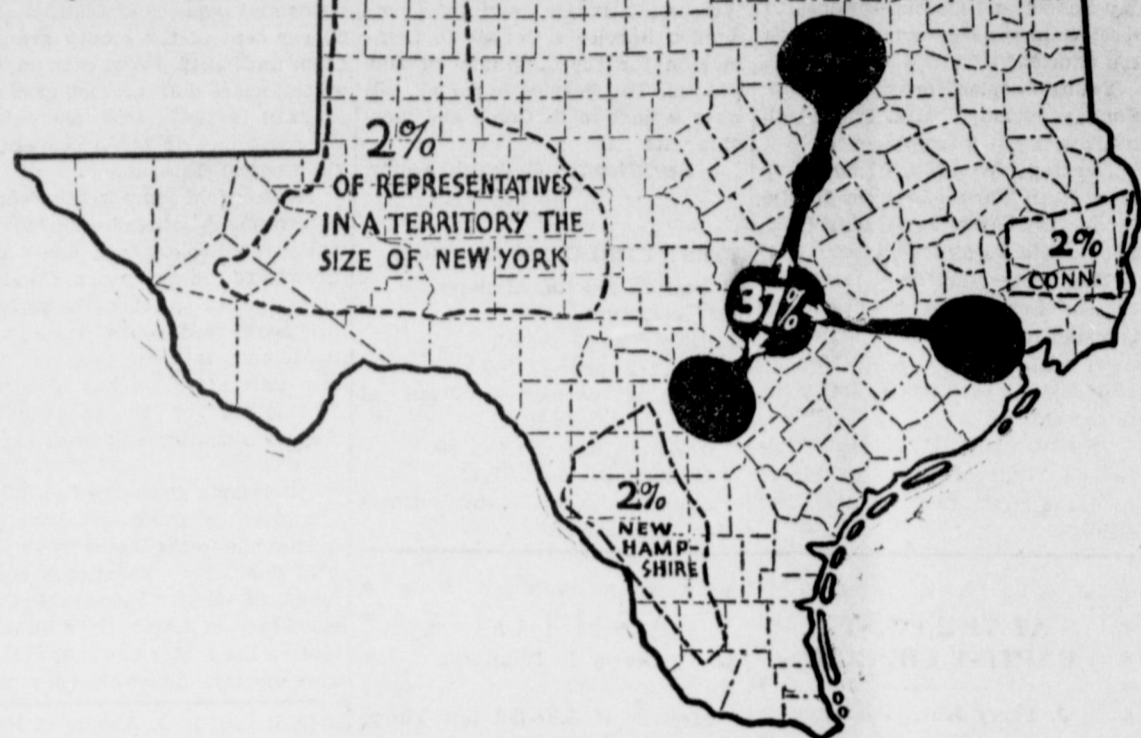 2%
OF REPRESENTATIVES
IN A TERRITORY THE
SIZE OF NEW YORK
2%
CONN.
37%
2%
NEW
HAMP-
SHIRE